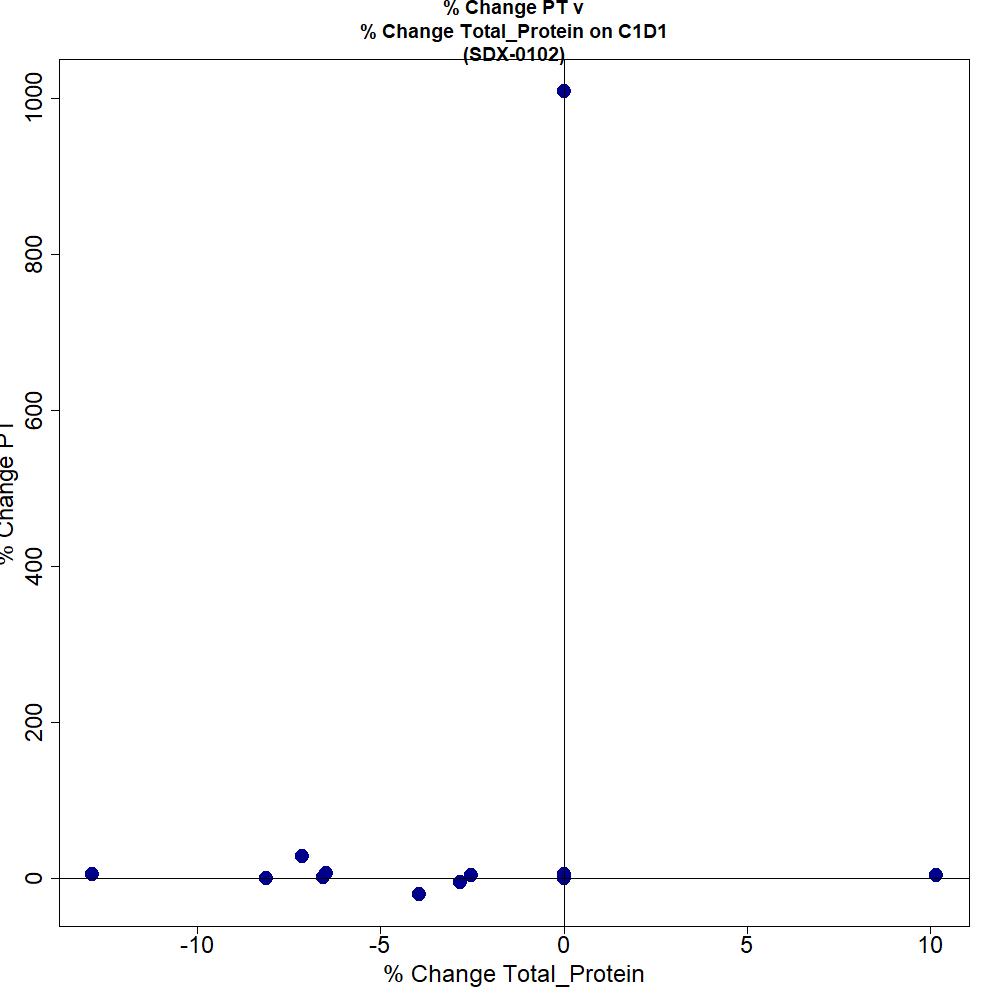 % Change PT v
% Change Total_Protein on C1D1
(SDX-0102)
1000
800
600
400
200
0
% Change PT
-10
-5
0
5
10
% Change Total_Protein